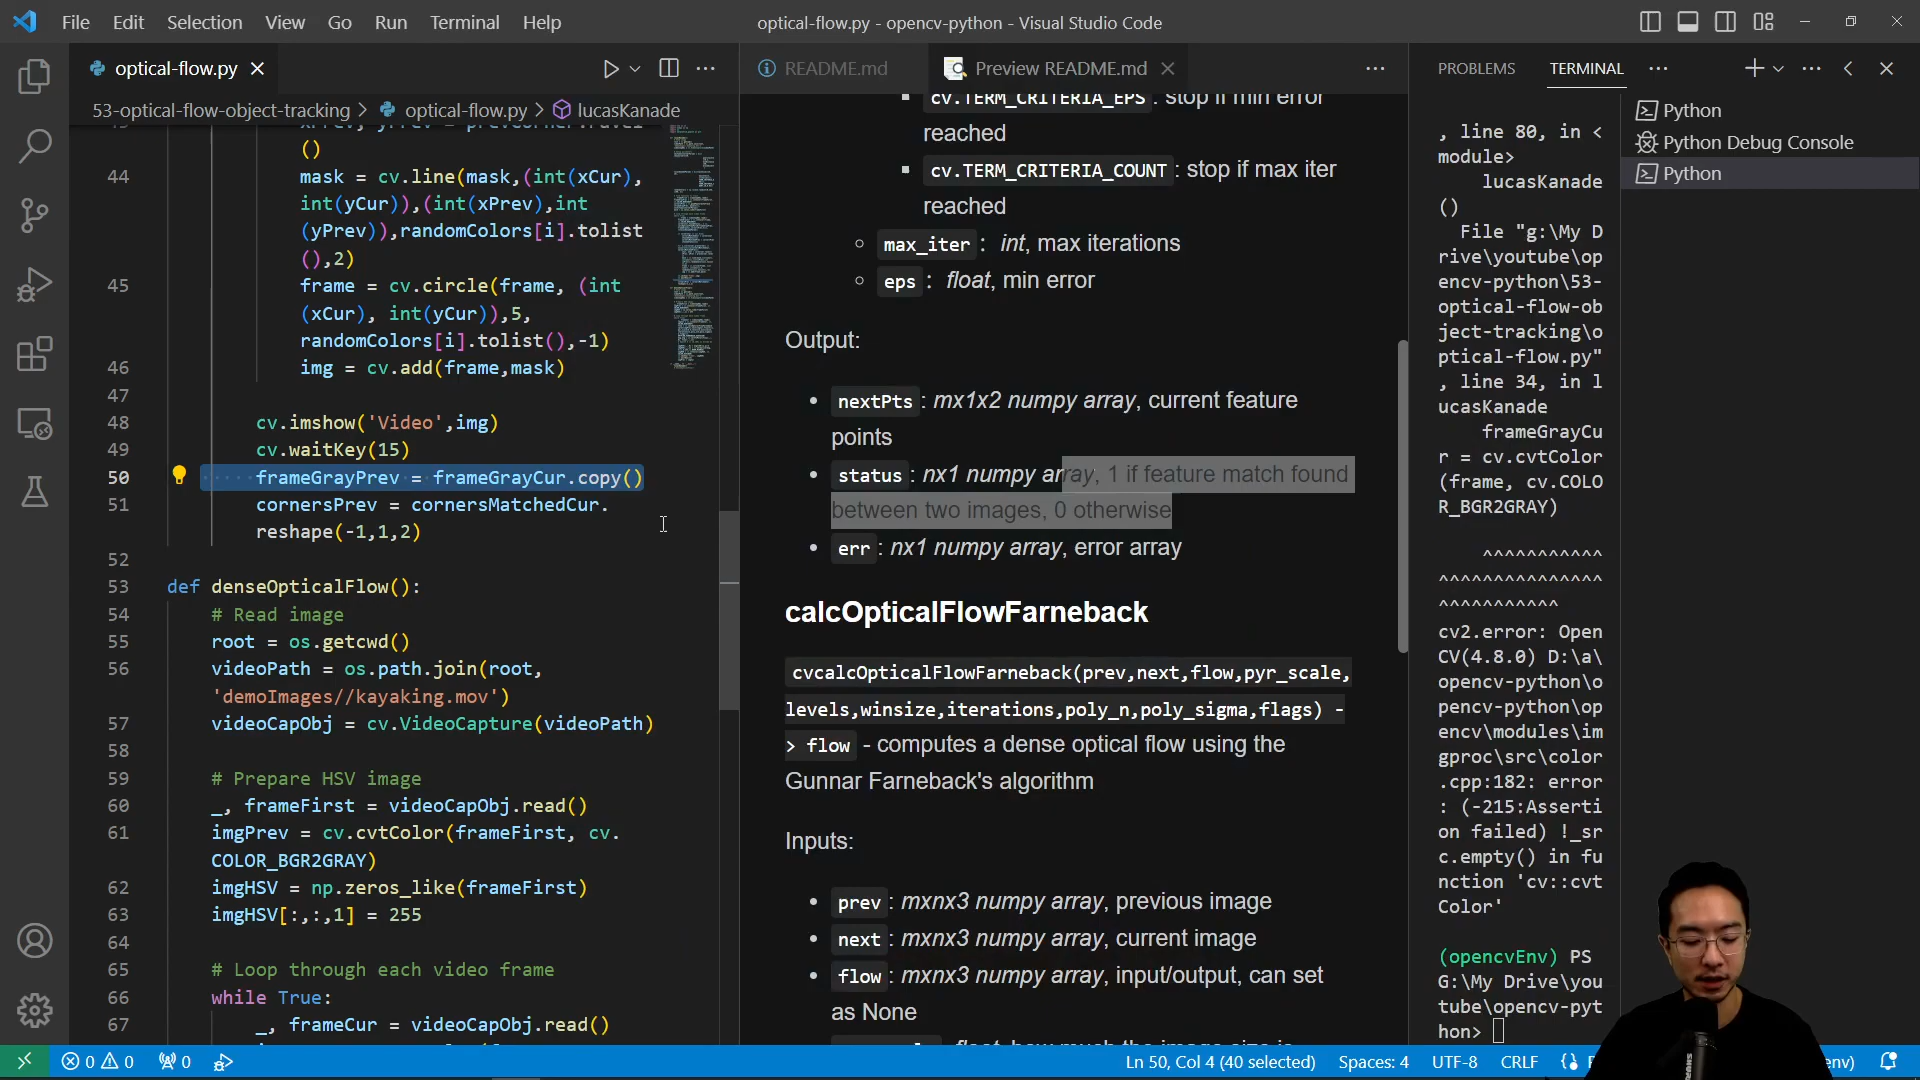 File Edit Selection View Go Run Terminal Help
optical-flow.py - opencv-python - Visual Studio Code
optical-flow.py
README.md
Preview README.md
PROBLEMS TERMINAL
53-optical-flow-object-tracking > optical-flow.py > lucasKanade
()
44 mask = cv.line(mask,(int(xCur),
int(yCur)),(int(xPrev),int
(yPrev)),randomColors[i].tolist
(),2)
45 frame = cv.circle(frame, (int
(xCur), int(yCur)),5,
randomColors[i].tolist(),-1)
46 img = cv.add(frame,mask)
47
48 cv.imshow('Video',img)
49 cv.waitKey(15)
50 frameGrayPrev = frameGrayCur.copy()
51 cornersPrev = cornersMatchedCur.
reshape(-1,1,2)
52
53 def denseOpticalFlow():
54 # Read image
55 root = os.getcwd()
56 videoPath = os.path.join(root,
'demoImages//kayaking.mov')
57 videoCapObj = cv.VideoCapture(videoPath)
58
59 # Prepare HSV image
60 _, frameFirst = videoCapObj.read()
61 imgPrev = cv.cvtColor(frameFirst, cv.
COLOR_BGR2GRAY)
62 imgHSV = np.zeros_like(frameFirst)
63 imgHSV[:,:,1] = 255
64
65 # Loop through each video frame
66 while True:
67 _, frameCur = videoCapObj.read()
cv.TERM_CRITERIA_EPS : stop if min error
reached
cv.TERM_CRITERIA_COUNT : stop if max iter
reached
max_iter : int, max iterations
eps : float, min error
Output:
nextPts : mx1x2 numpy array, current feature
points
status : nx1 numpy array, 1 if feature match found
between two images, 0 otherwise
err : nx1 numpy array, error array
calcOpticalFlowFarneback
cvcalcOpticalFlowFarneback(prev,next,flow,pyr_scale,
levels,winsize,iterations,poly_n,poly_sigma,flags) -
> flow - computes a dense optical flow using the
Gunnar Farneback's algorithm
Inputs:
prev : mxnx3 numpy array, previous image
next : mxnx3 numpy array, current image
flow : mxnx3 numpy array, input/output, can set
as None
, line 80, in <
module>
lucasKanade
()
File "g:\My D
rive\youtube\op
encv-python\53-
optical-flow-ob
ject-tracking\o
ptical-flow.py"
, line 34, in l
ucasKanade
frameGrayCu
r = cv.cvtColor
(frame, cv.COLO
R_BGR2GRAY)
^^^^^^^^^^^
^^^^^^^^^^^^^^^
^^^^^^^^^^^
cv2.error: Open
CV(4.8.0) D:\a\
opencv-python\o
pencv-python\op
encv\modules\im
gproc\src\color
.cpp:182: error
: (-215:Asserti
on failed) !_sr
c.empty() in fu
nction 'cv::cvt
Color'
(opencvEnv) PS
G:\My Drive\you
tube\opencv-pyt
hon>
Python
Python Debug Console
Python
0 0 0
Ln 50, Col 4 (40 selected) Spaces: 4 UTF-8 CRLF
env)